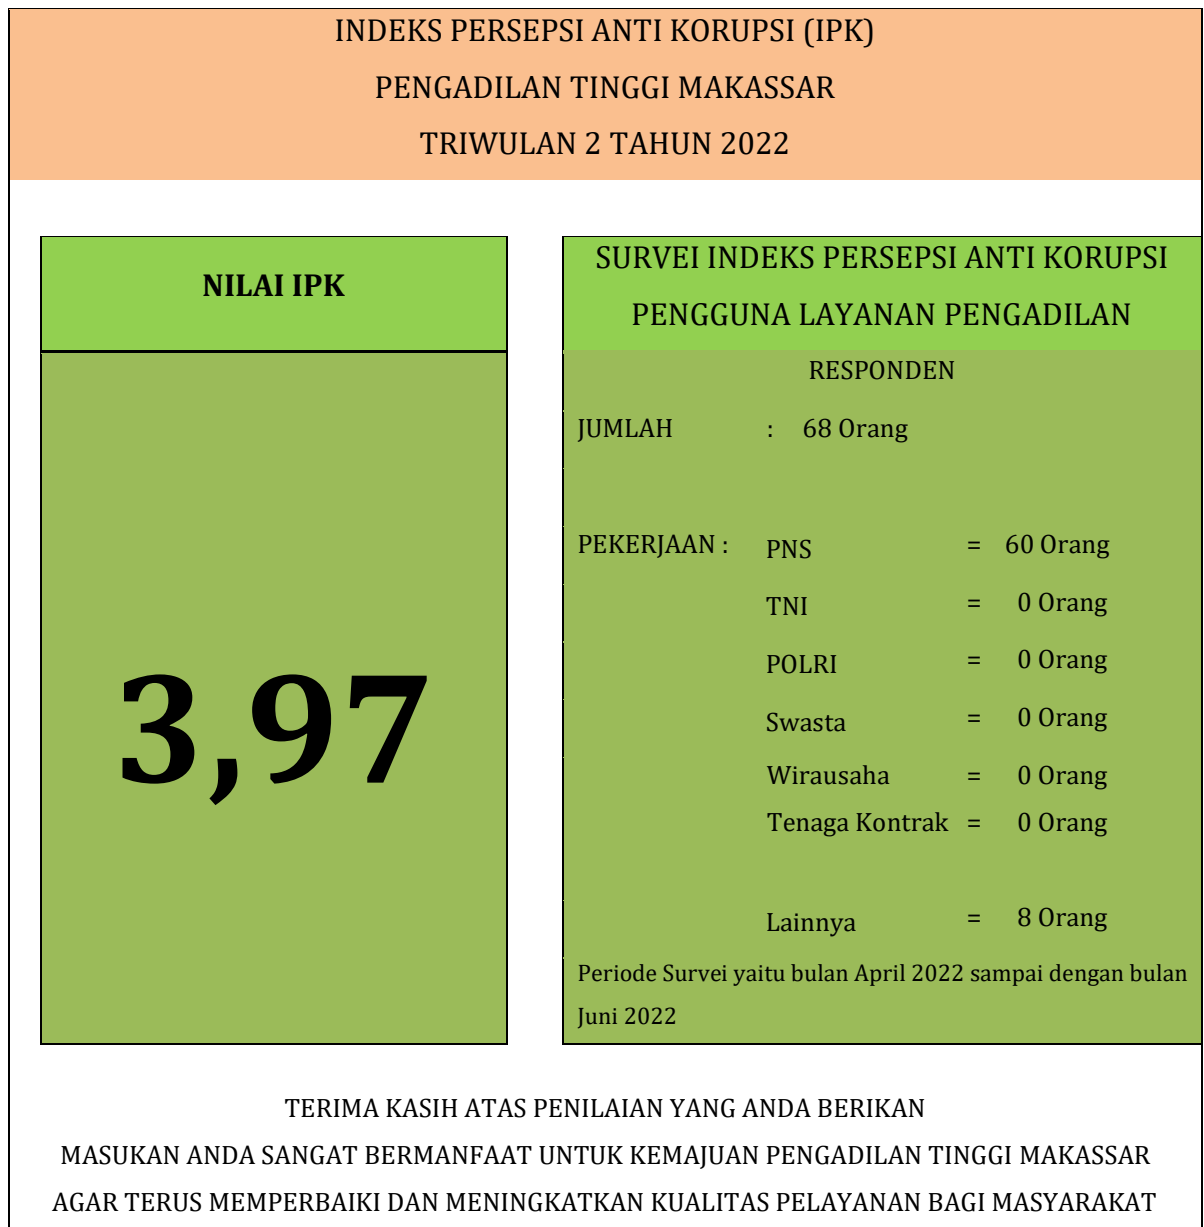 INDEKS PERSEPSI ANTI KORUPSI (IPK)
PENGADILAN TINGGI MAKASSAR
TRIWULAN 2 TAHUN 2022
NILAI IPK
3,97
SURVEI INDEKS PERSEPSI ANTI KORUPSI
PENGGUNA LAYANAN PENGADILAN
RESPONDEN
JUMLAH : 68 Orang
PEKERJAAN : PNS = 60 Orang
TNI = 0 Orang
POLRI = 0 Orang
Swasta = 0 Orang
Wirausaha = 0 Orang
Tenaga Kontrak = 0 Orang
Lainnya = 8 Orang
Periode Survei yaitu bulan April 2022 sampai dengan bulan
Juni 2022
TERIMA KASIH ATAS PENILAIAN YANG ANDA BERIKAN
MASUKAN ANDA SANGAT BERMANFAAT UNTUK KEMAJUAN PENGADILAN TINGGI MAKASSAR
AGAR TERUS MEMPERBAIKI DAN MENINGKATKAN KUALITAS PELAYANAN BAGI MASYARAKAT